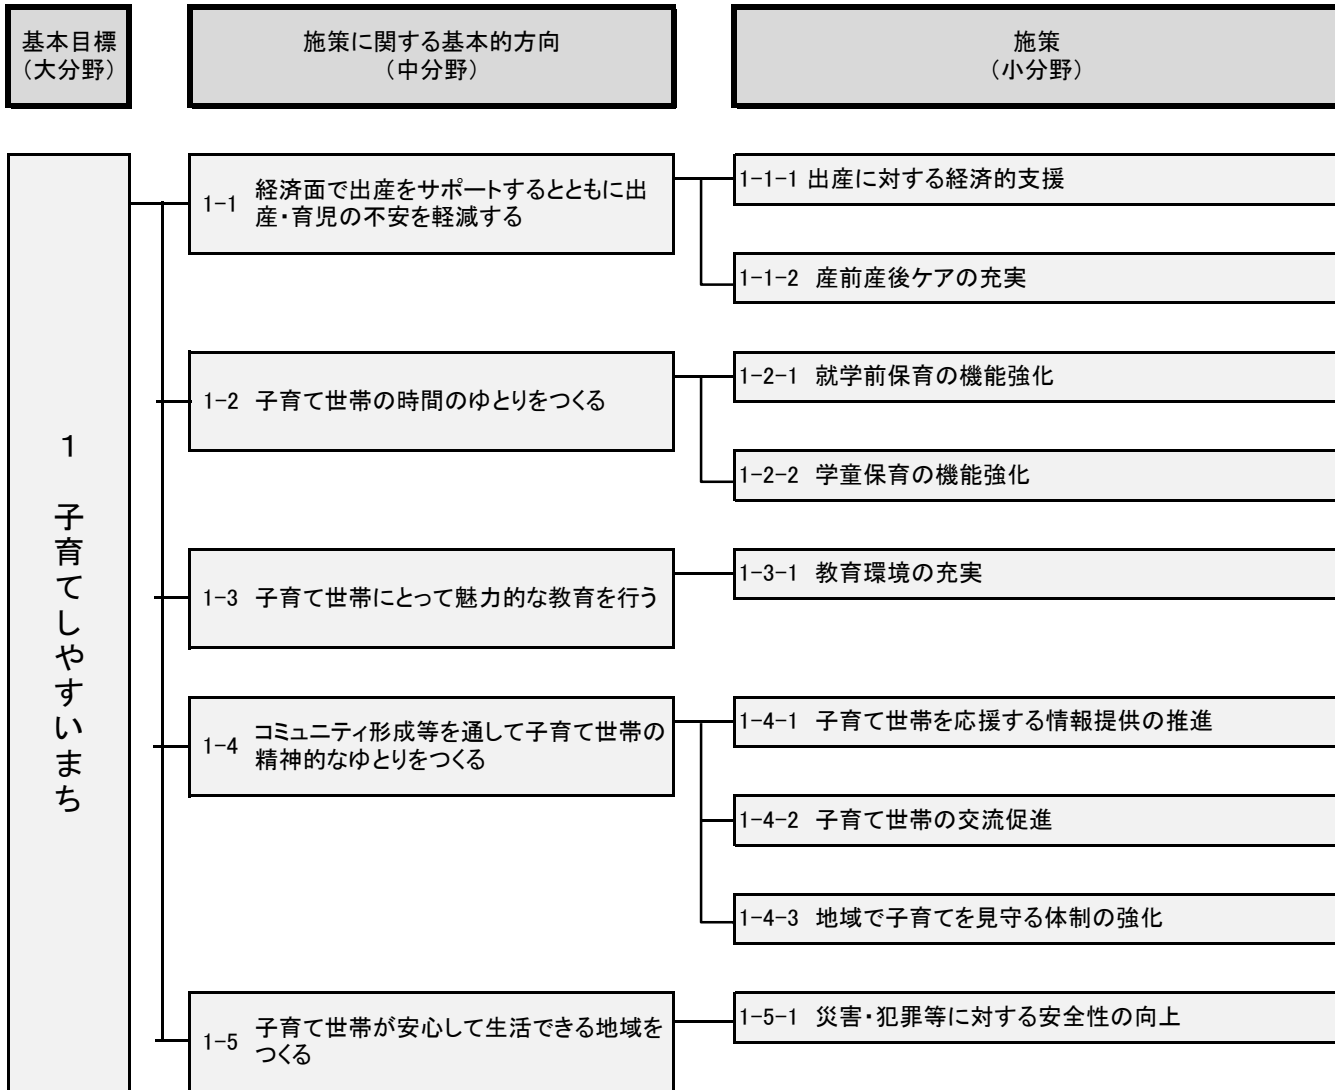 基本目標
（大分野）
施策に関する基本的方向
（中分野）
施策
（小分野）
1　子育てしやすいまち
1-1 経済面で出産をサポートするとともに出
産・育児の不安を軽減する
1-1-1 出産に対する経済的支援
1-1-2 産前産後ケアの充実
1-2 子育て世帯の時間のゆとりをつくる
1-2-1 就学前保育の機能強化
1-2-2 学童保育の機能強化
1-3 子育て世帯にとって魅力的な教育を行う
1-3-1 教育環境の充実
1-4 コミュニティ形成等を通して子育て世帯の
精神的なゆとりをつくる
1-4-1 子育て世帯を応援する情報提供の推進
1-4-2 子育て世帯の交流促進
1-4-3 地域で子育てを見守る体制の強化
1-5 子育て世帯が安心して生活できる地域を
つくる
1-5-1 災害・犯罪等に対する安全性の向上